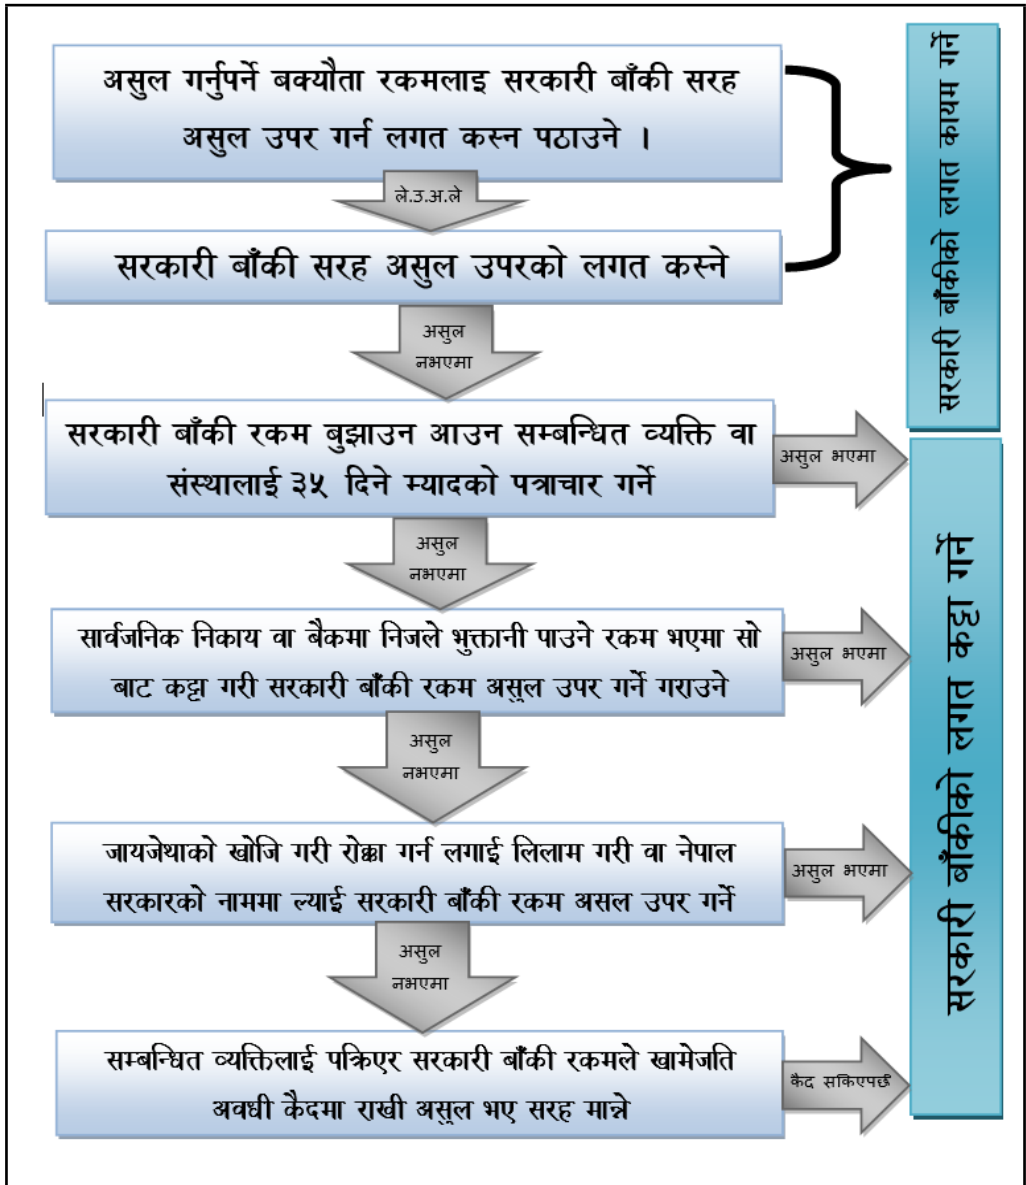 असुल गर्नुपर्ने बक्यौता रकमलाइ सरकारी बाँकी सरह
असुल उपर गर्न लगत कस्न पठाउने ।
ले.उ.अ.ले
सरकारी बाँकी सरह असुल उपरको लगत कस्ने
सरकारी बाँकीको लगत कायम गर्ने
असुल
नभएमा
सरकारी बाँकी रकम बुझाउन आउन सम्बन्धित व्यक्ति वा
संस्थालाई ३५ दिने म्यादको पत्राचार गर्ने
असुल भएमा
असुल
नभएमा
सार्वजनिक निकाय वा बैकमा निजले भुक्तानी पाउने रकम भएमा सो
बाट कट्टा गरी सरकारी बाँकी रकम असुल उपर गर्ने गराउने
असुल भएमा
असुल
नभएमा
जायजेथाको खोजि गरी रोक्का गर्न लगाई लिलाम गरी वा नेपाल
सरकारको नाममा ल्याई सरकारी बाँकी रकम असल उपर गर्ने
असुल भएमा
असुल
नभएमा
सम्बन्धित व्यक्तिलाई पक्रिएर सरकारी बाँकी रकमले खामेजति
अवधी कैदमा राखी असुल भए सरह मान्ने
कैद सकिएपछी
सरकारी बाँकीको लगत कट्टा गर्ने